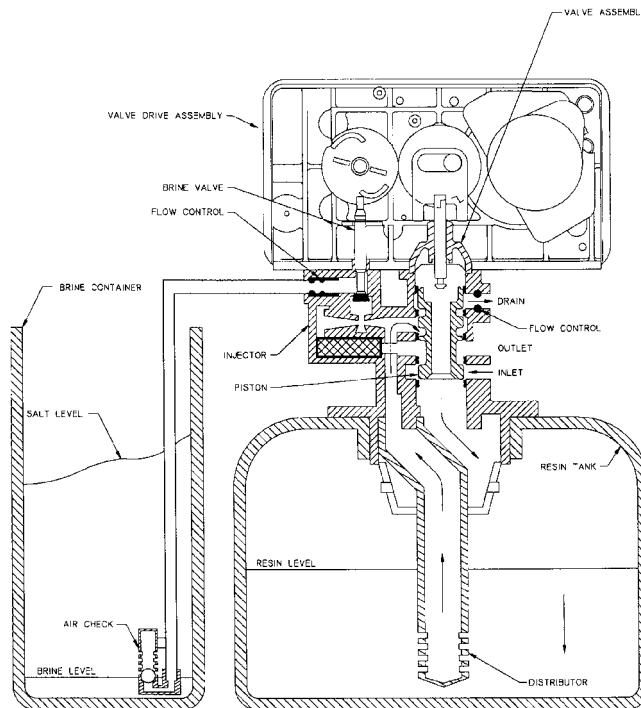 VALVE ASSEMBL
VALVE DRIVE ASSEMBLY
BRINE VALVE
FLOW CONTROL
BRINE CONTAINER
DRAIN
FLOW CONTROL
INJECTOR
OUTLET
INLET
PISTON
SALT LEVEL
RESIN TANK
RESIN LEVEL
AIR CHECK
BRINE LEVEL
DISTRIBUTOR